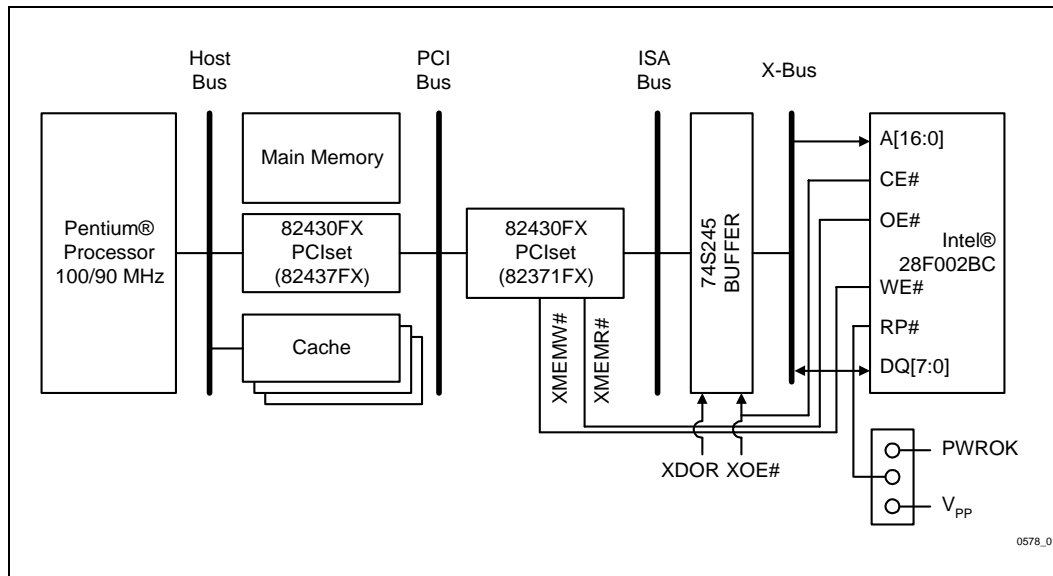 Host
Bus
PCI
Bus
ISA
Bus
X-Bus
Pentium®
Processor
100/90 MHz
Main Memory
82430FX
PCIset
(82437FX)
Cache
82430FX
PCIset
(82371FX)
XMEMW#
XMEMR#
74S245
BUFFER
XDOR
XOE#
A[16:0]
CE#
OE#
Intel®
28F002BC
WE#
RP#
DQ[7:0]
PWROK
VPP
0578_0